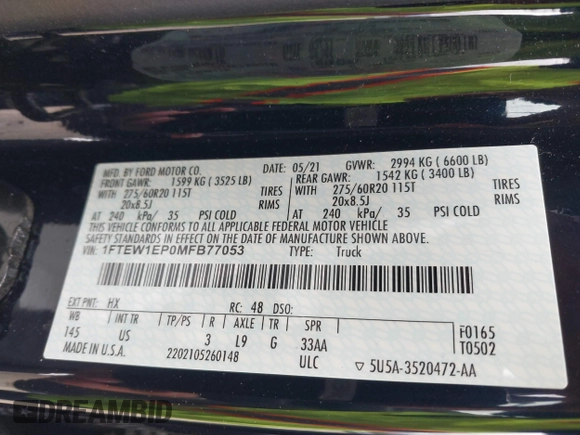 MFD. BY FORD MOTOR CO.
DATE: 05/21 GVWR: 2994 KG ( 6600 LB)
FRONT GAWR: 1599 KG ( 3525 LB) REAR GAWR: 1542 KG ( 3400 LB)
WITH 275/60R20 115T TIRES WITH 275/60R20 115T TIRES
20x8.5J RIMS 20x8.5J RIMS
AT 240 kPa/ 35 PSI COLD AT 240 kPa/ 35 PSI COLD
THIS VEHICLE CONFORMS TO ALL APPLICABLE FEDERAL MOTOR VEHICLE
SAFETY STANDARDS IN EFFECT ON THE DATE OF MANUFACTURE SHOWN ABOVE.
VIN: 1FTEW1EP0MFB77053 TYPE: Truck
EXT PNT: HX RC: 48 DSO:
WB INT TR TP/PS R AXLE TR SPR F0165
145 US 3 L9 G 33AA T0502
MADE IN U.S.A. 2202105260148 ULC ▽ 5U5A-3520472-AA
DREAMBID